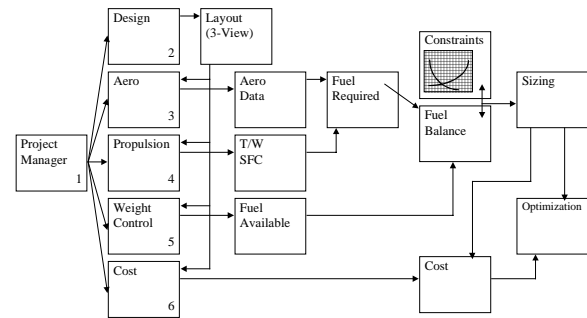 Project
Manager
1
Design
2
Aero
3
Propulsion
4
Weight
Control
5
Cost
6
Layout
(3-View)
Aero
Data
T/W
SFC
Fuel
Available
Fuel
Required
Constraints
Fuel
Balance
Cost
Sizing
Optimization